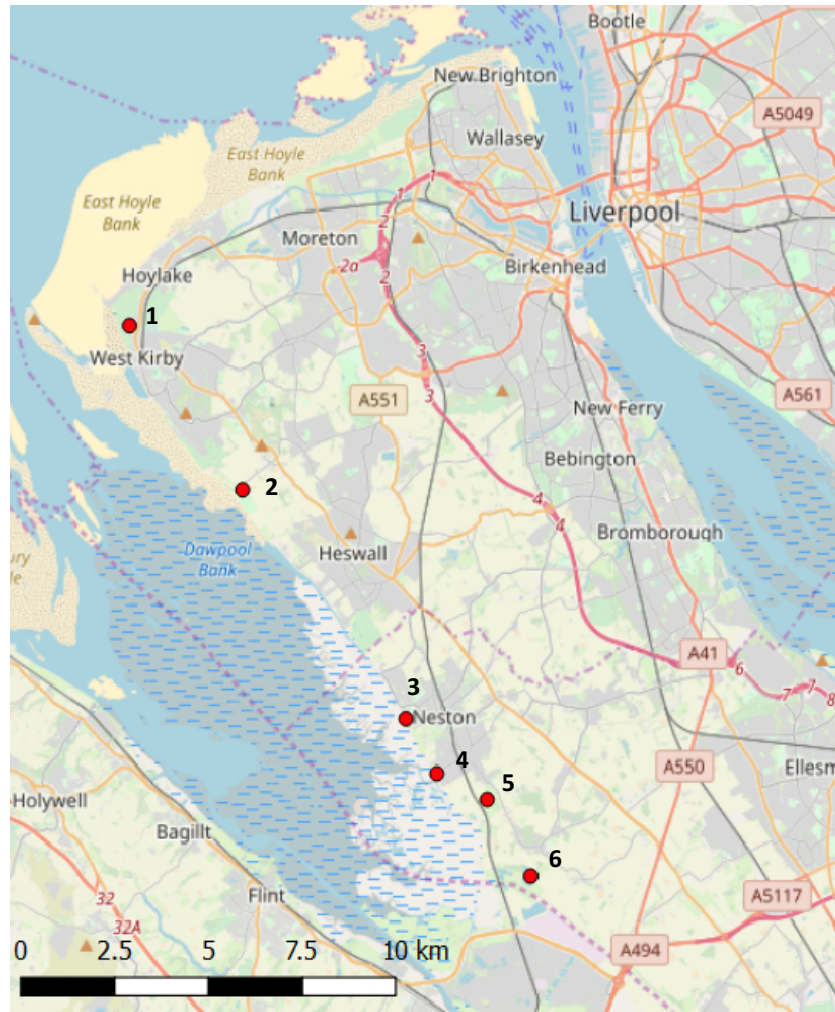 Bootle
New Brighton
A5049
Wallasey
East Hoyle
Bank
East Hoyle
Bank
1
1
2
Liverpool
Moreton
2a
2
Birkenhead
Hoylake
1
West Kirby
3
3
A551
A561
New Ferry
Bebington
2
4
4
Bromborough
Dawpool
Bank
Heswall
A41
6
7
7
8
3
Neston
4
5
A550
Ellesm
Holywell
Bagillt
6
Flint
A5117
32
32A
A494
0
2.5
5
7.5
10 km